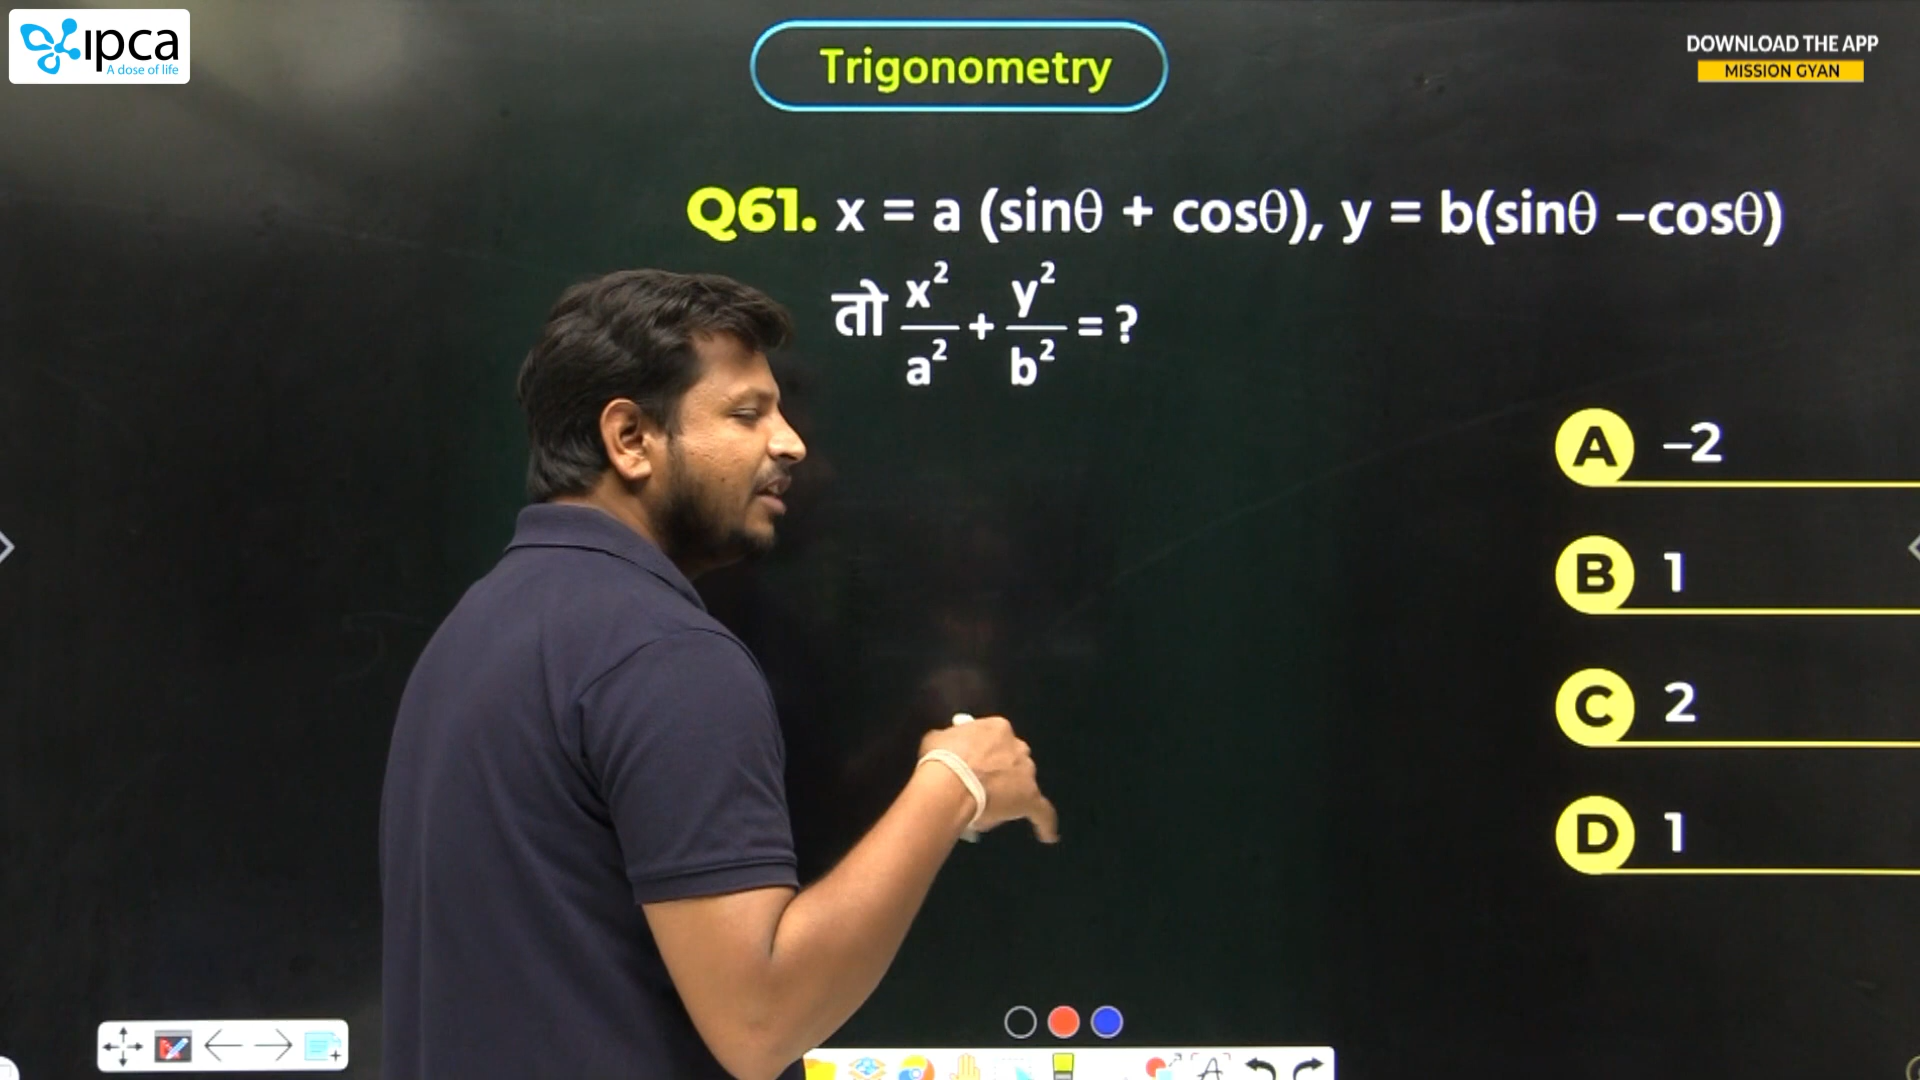 ipca
A dose of life
Trigonometry
DOWNLOAD THE APP
MISSION GYAN
Q61. x = a (sinθ + cosθ), y = b(sinθ –cosθ)
तो x²/a² + y²/b² = ?
A –2
B 1
C 2
D 1